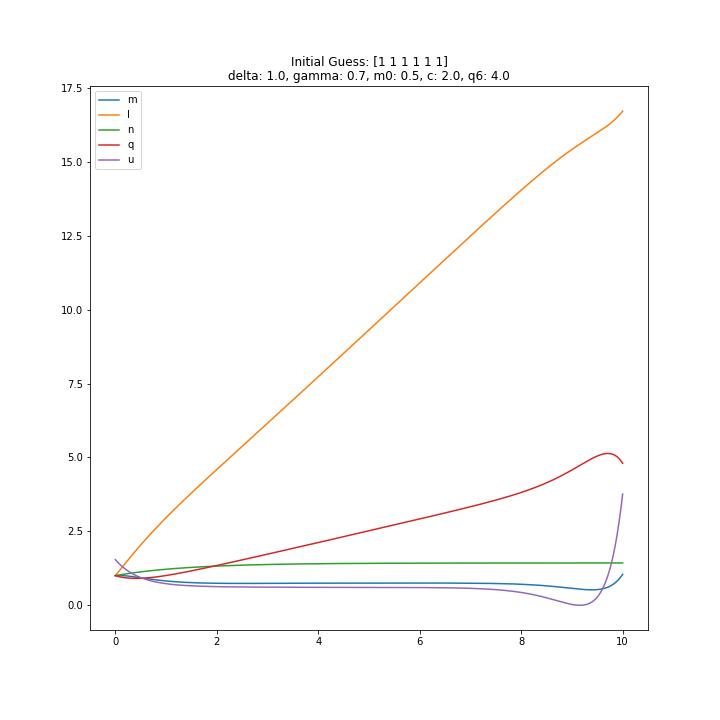 Initial Guess: [1 1 1 1 1 1]
delta: 1.0, gamma: 0.7, m0: 0.5, c: 2.0, q6: 4.0
17.5
m
l
n
q
u
15.0
12.5
10.0
7.5
5.0
2.5
0.0
0 2 4 6 8 10